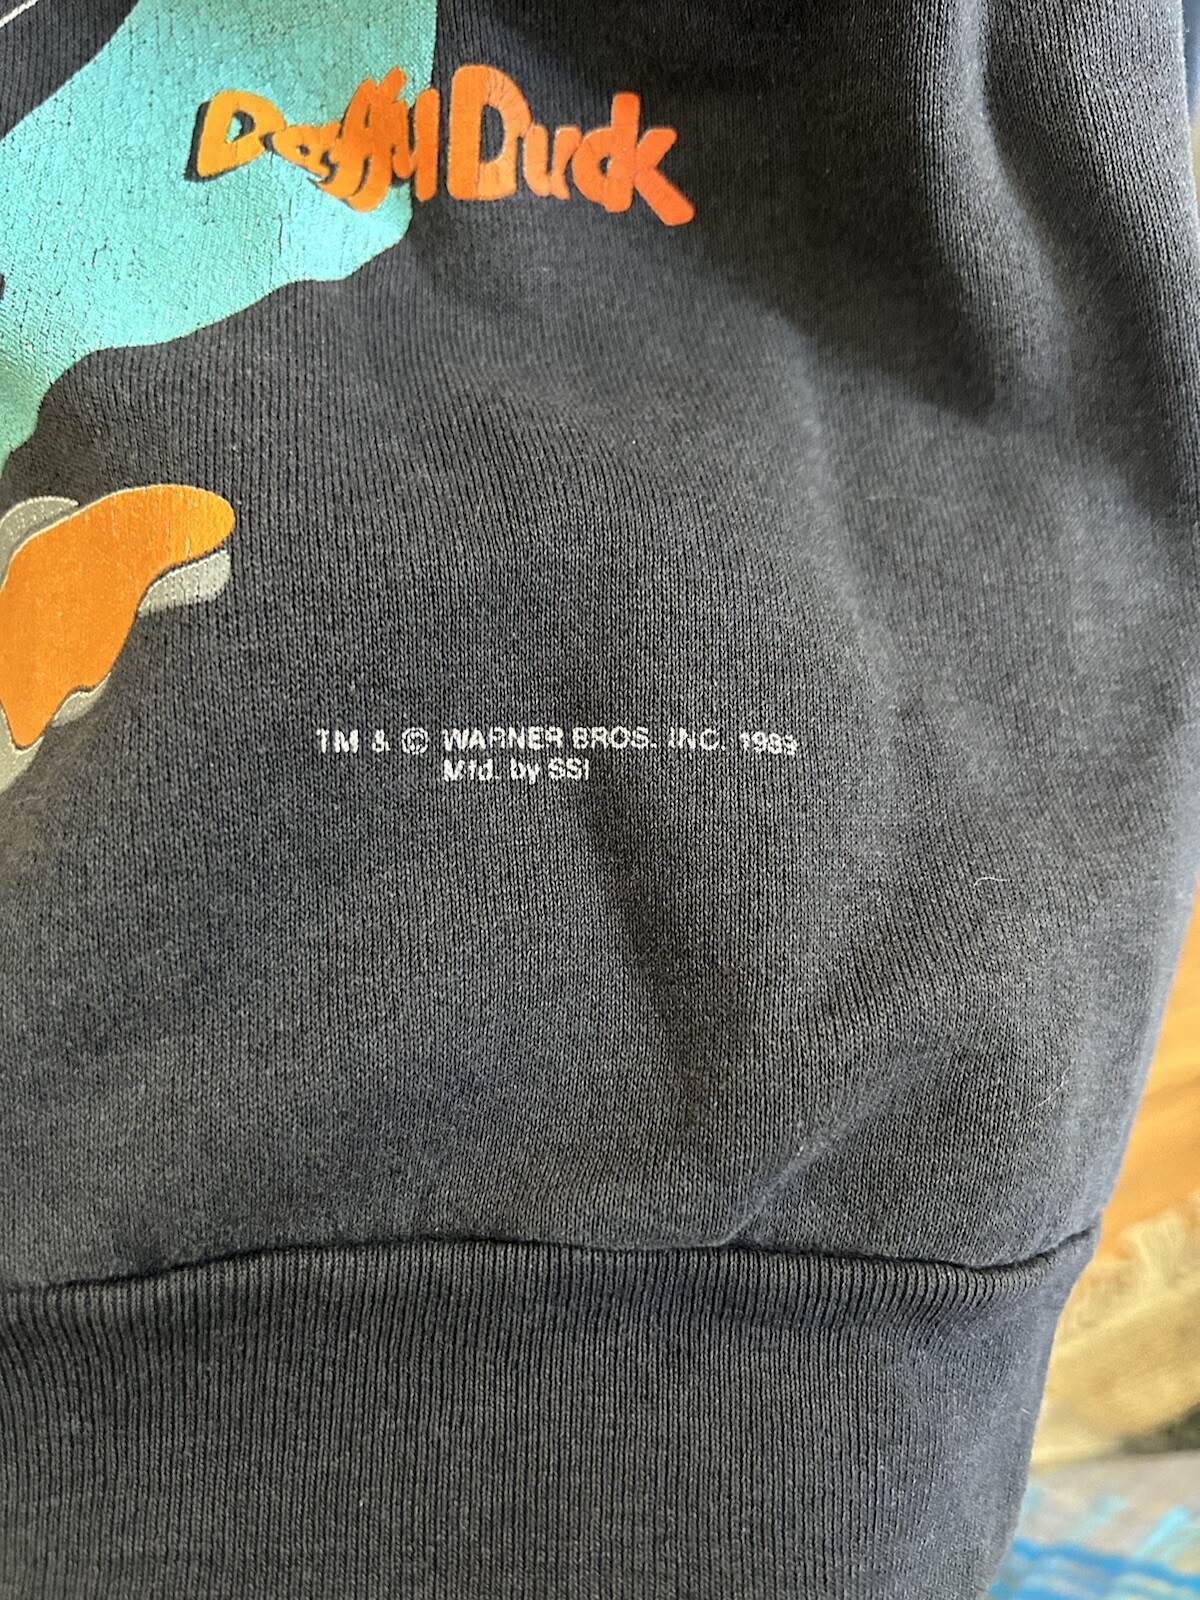 Daffy Duck
TM & © WARNER BROS. INC. 1989
Mfd. by SSI